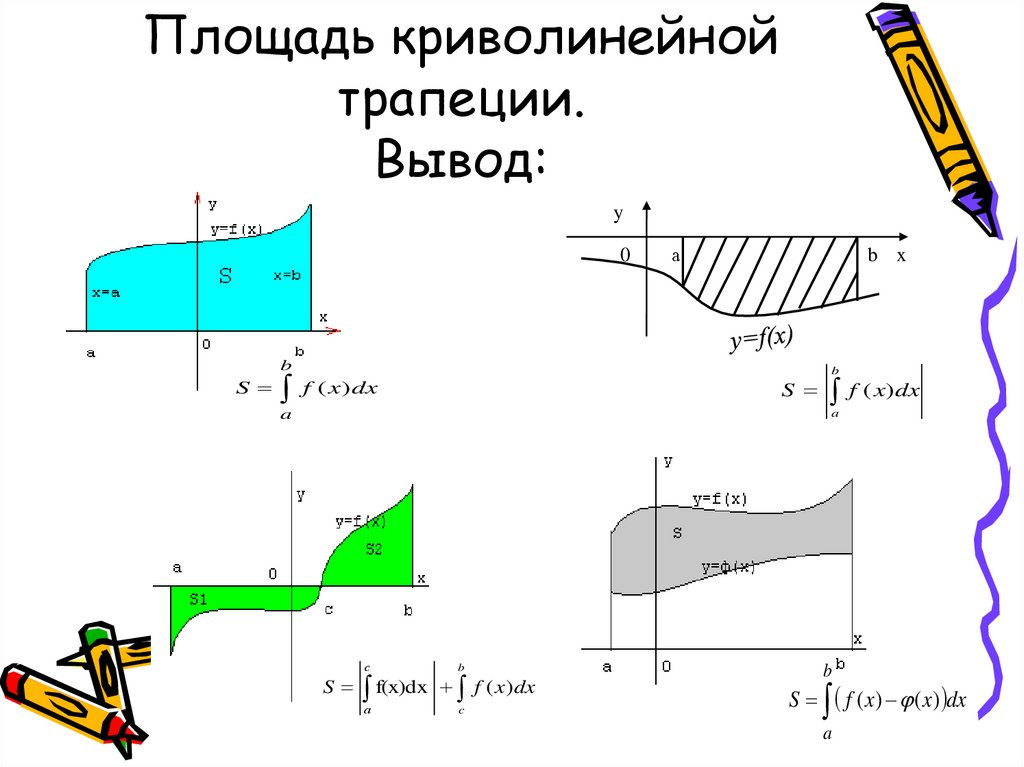 Площадь криволинейной
трапеции.
Вывод:
y
y=f(x)
S
x=a
x=b
x
a
0
b
S = ∫_a^b f(x)dx
y
0
a
b
x
y=f(x)
S = |∫_a^b f(x)dx|
y
y=f(x)
S2
a
0
x
S1
c
b
S = |∫_a^c f(x)dx| + ∫_c^b f(x)dx
y
y=f(x)
S
y=ф(x)
x
a
0
b
S = ∫_a^b (f(x) − φ(x))dx